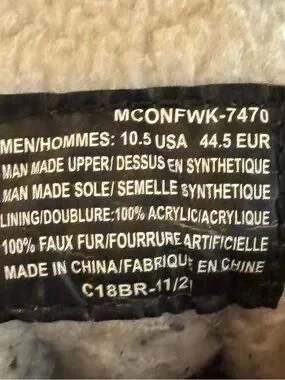 MCONFWK-7470
MEN/HOMMES: 10.5 USA 44.5 EUR
MAN MADE UPPER/ DESSUS EN SYNTHETIQUE
MAN MADE SOLE/ SEMELLE SYNTHETIQUE
LINING/DOUBLURE:100% ACRYLIC/ACRYLIQUE
100% FAUX FUR/FOURRURE ARTIFICIELLE
MADE IN CHINA/FABRIQUE EN CHINE